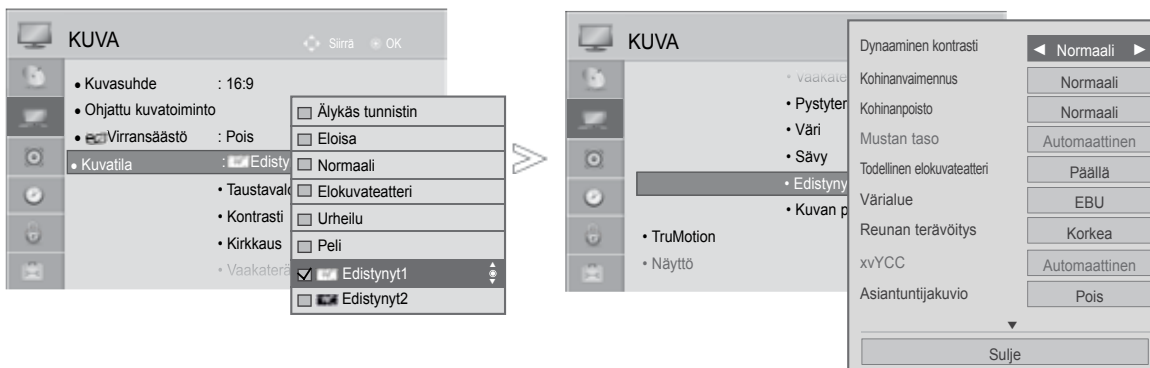 KUVA
Siirrä OK
• Kuvasuhde : 16:9
• Ohjattu kuvatoiminto
• Virransäästö : Pois
• Kuvatila : Edisty
• Taustavalo
• Kontrasti
• Kirkkaus
• Vaakaterä
Älykäs tunnistin
Eloisa
Normaali
Elokuvateatteri
Urheilu
Peli
Edistynyt1
Edistynyt2
KUVA
• Vaakate
• Pystyter
• Väri
• Sävy
• Edistyny
• Kuvan p
• TruMotion
• Näyttö
Dynaaminen kontrasti ◄ Normaali ►
Kohinanvaimennus Normaali
Kohinanpoisto Normaali
Mustan taso Automaattinen
Todellinen elokuvateatteri Päällä
Värialue EBU
Reunan terävöitys Korkea
xvYCC Automaattinen
Asiantuntijakuvio Pois
▼
Sulje